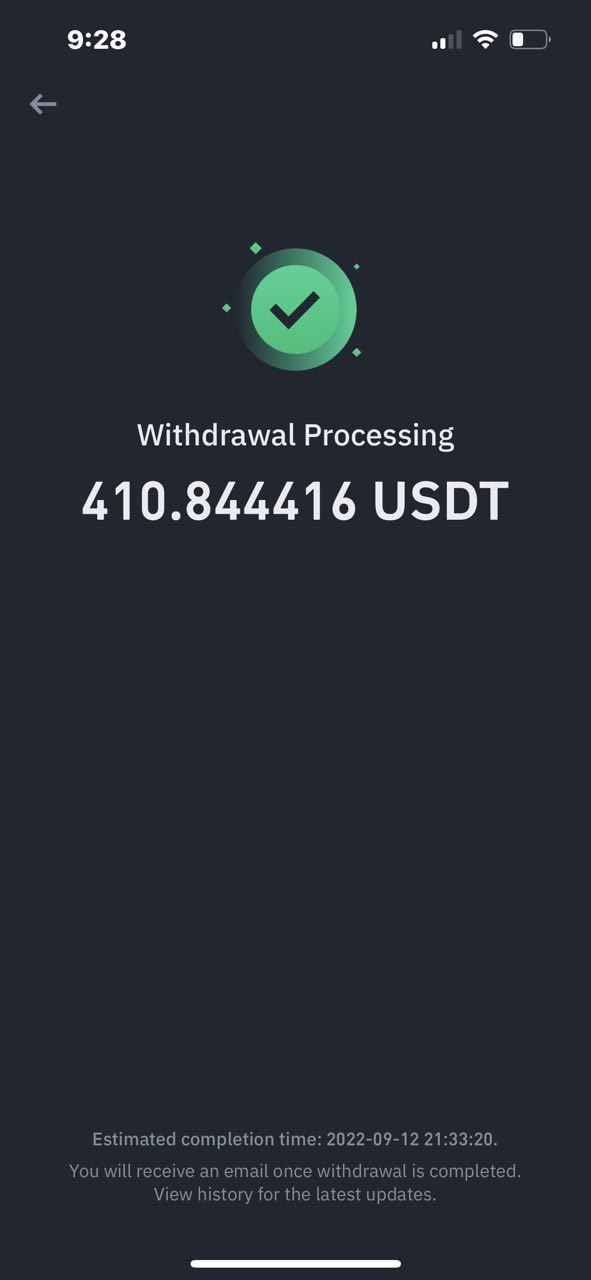 9:28
Withdrawal Processing
410.844416 USDT
Estimated completion time: 2022-09-12 21:33:20.
You will receive an email once withdrawal is completed.
View history for the latest updates.